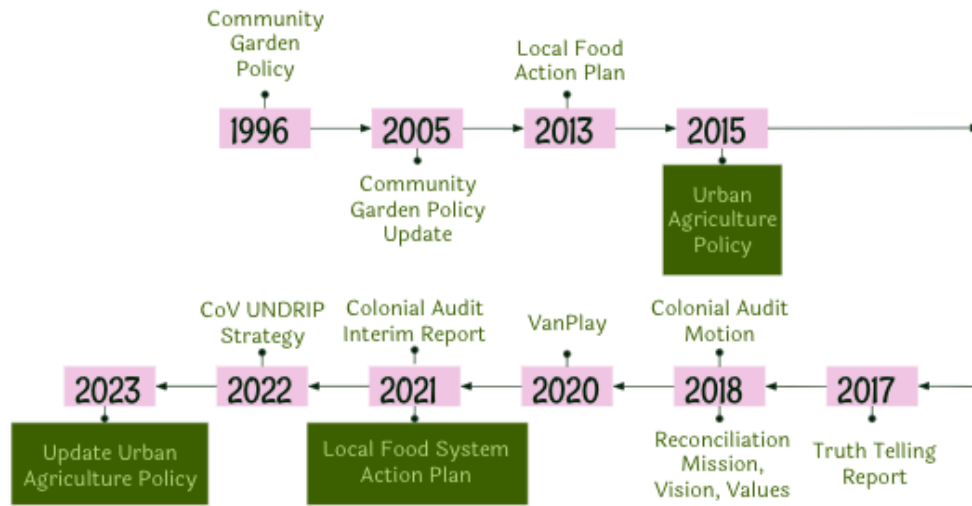 Community
Garden
Policy
Local Food
Action Plan
1996
2005
2013
2015
Community
Garden Policy
Update
Urban
Agriculture
Policy
CoV UNDRIP
Strategy
Colonial Audit
Interim Report
VanPlay
Colonial Audit
Motion
2023
2022
2021
2020
2018
2017
Update Urban
Agriculture Policy
Local Food System
Action Plan
Reconciliation
Mission,
Vision, Values
Truth Telling
Report